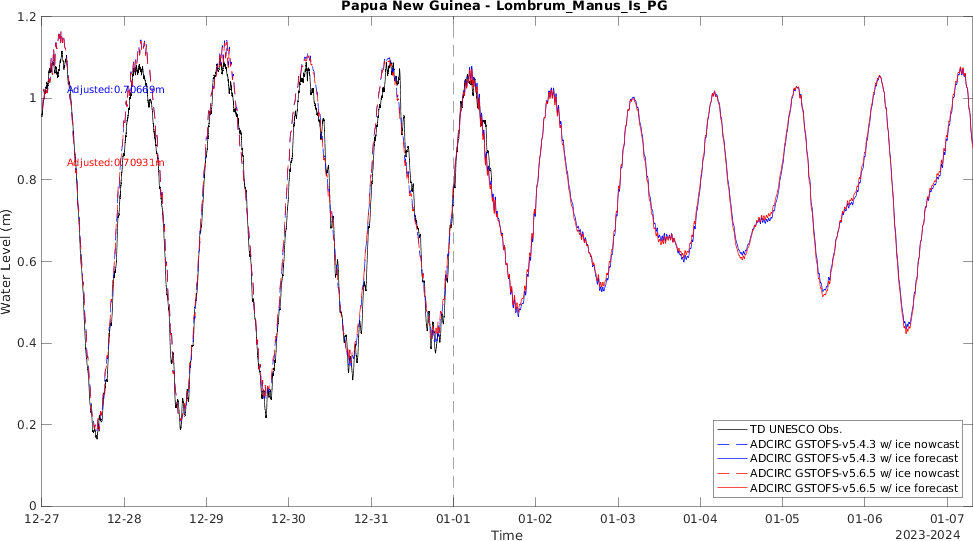 Papua New Guinea - Lombrum_Manus_Is_PG
1.2
1
0.8
0.6
0.4
0.2
0
Water Level (m)
Adjusted:0.70669m
Adjusted:0.70931m
TD UNESCO Obs.
ADCIRC GSTOFS-v5.4.3 w/ ice nowcast
ADCIRC GSTOFS-v5.4.3 w/ ice forecast
ADCIRC GSTOFS-v5.6.5 w/ ice nowcast
ADCIRC GSTOFS-v5.6.5 w/ ice forecast
12-27 12-28 12-29 12-30 12-31 01-01 01-02 01-03 01-04 01-05 01-06 01-07
Time
2023-2024